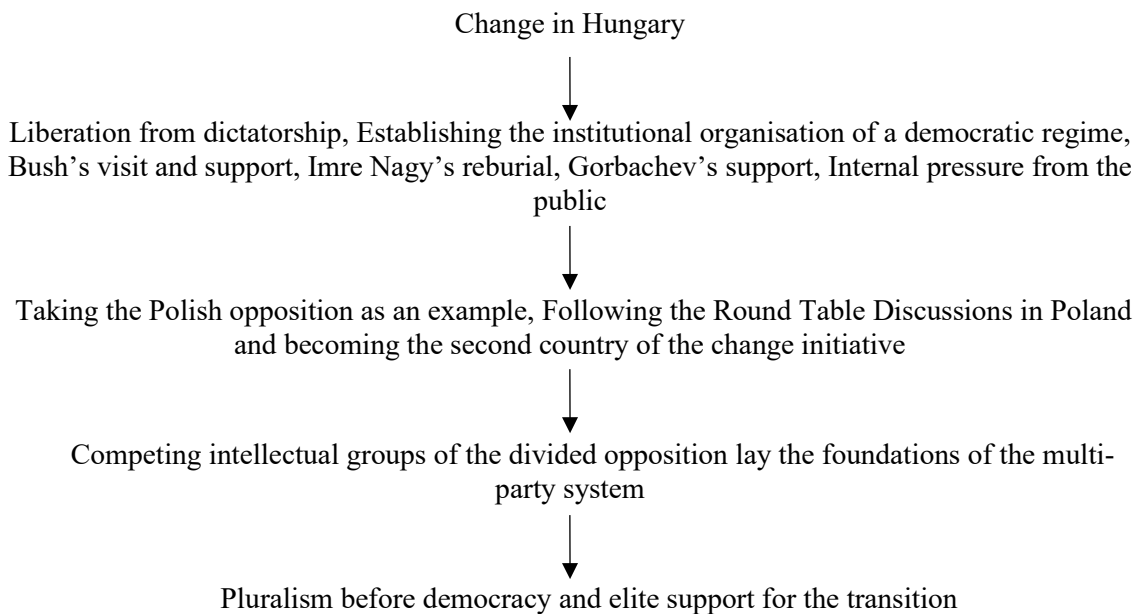 Change in Hungary
Liberation from dictatorship, Establishing the institutional organisation of a democratic regime,
Bush’s visit and support, Imre Nagy’s reburial, Gorbachev’s support, Internal pressure from the
public
Taking the Polish opposition as an example, Following the Round Table Discussions in Poland
and becoming the second country of the change initiative
Competing intellectual groups of the divided opposition lay the foundations of the multi-
party system
Pluralism before democracy and elite support for the transition